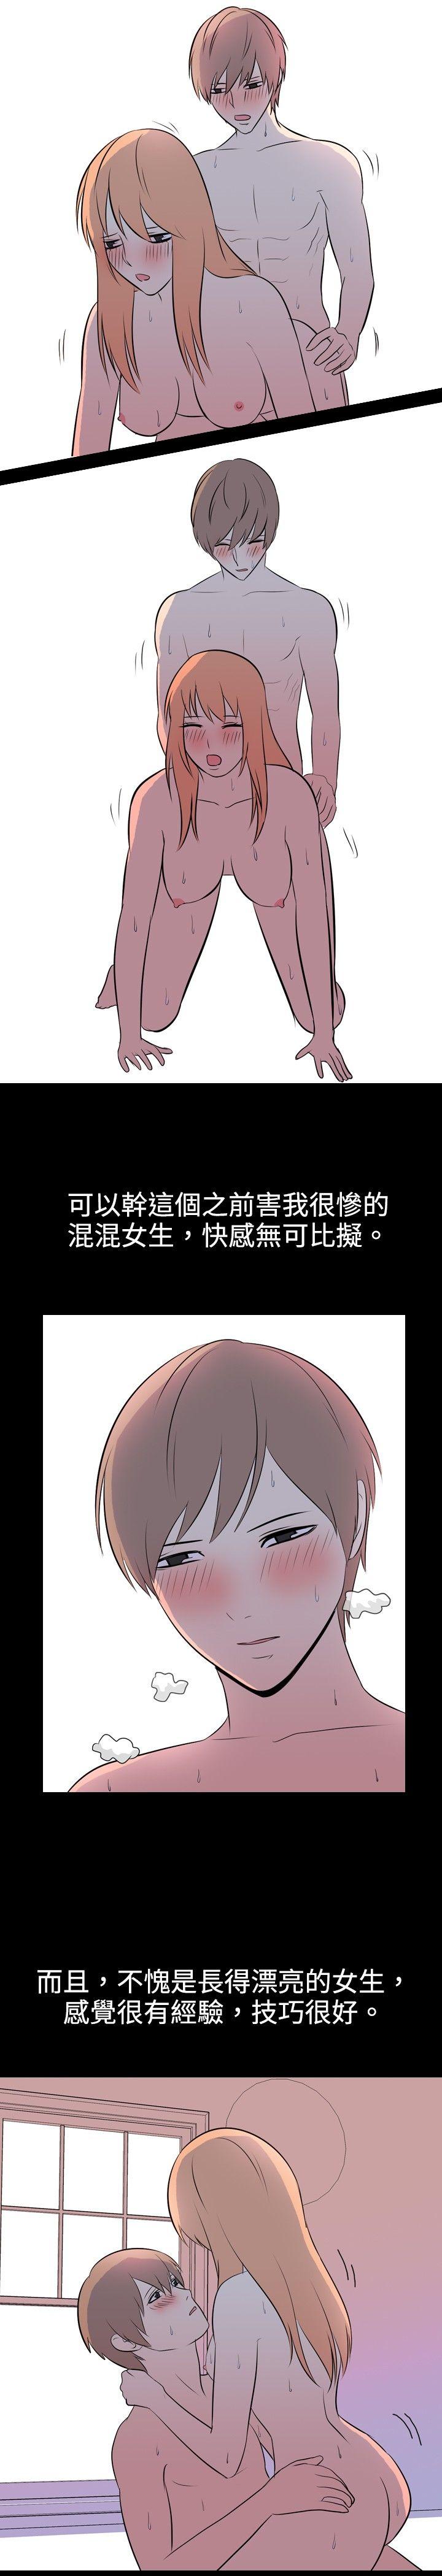 可以幹這個之前害我很慘的
混混女生，快感無可比擬。
而且，不愧是長得漂亮的女生，
感覺很有經驗，技巧很好。